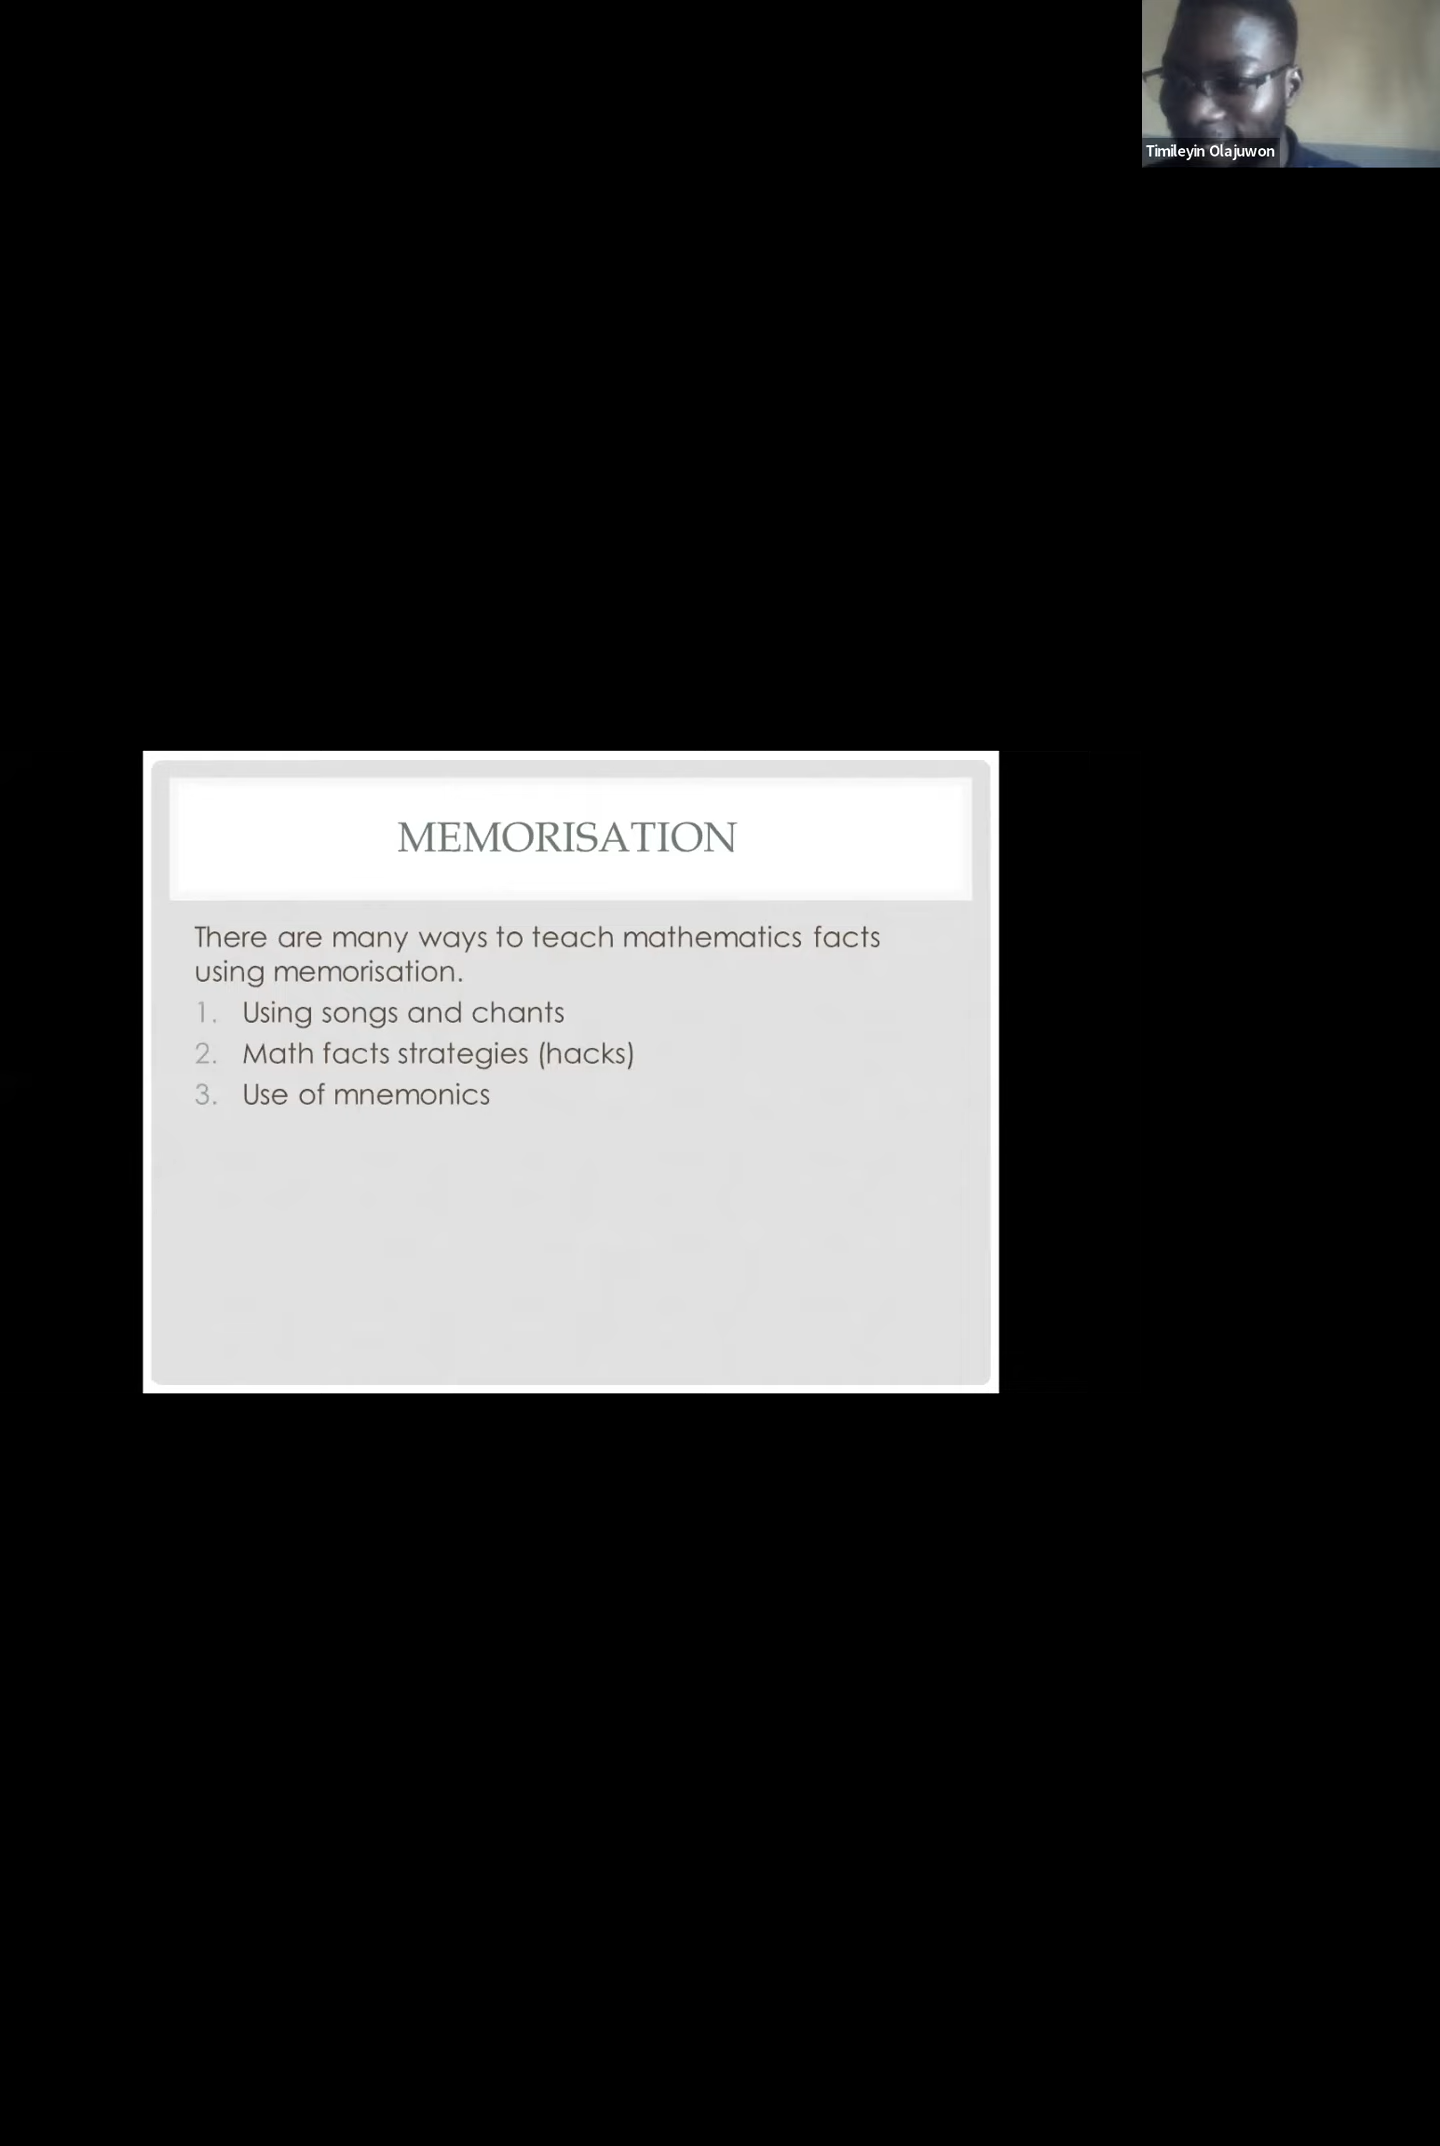 Timileyin Olajuwon
MEMORISATION
There are many ways to teach mathematics facts
using memorisation.
1. Using songs and chants
2. Math facts strategies (hacks)
3. Use of mnemonics